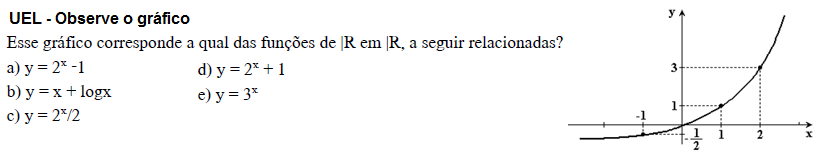 UEL - Observe o gráfico
Esse gráfico corresponde a qual das funções de |R em |R, a seguir relacionadas?
a) y = 2ˣ -1
d) y = 2ˣ + 1
b) y = x + logx
e) y = 3ˣ
c) y = 2ˣ/2
y
3
1
-1
-1/2
1
2
x